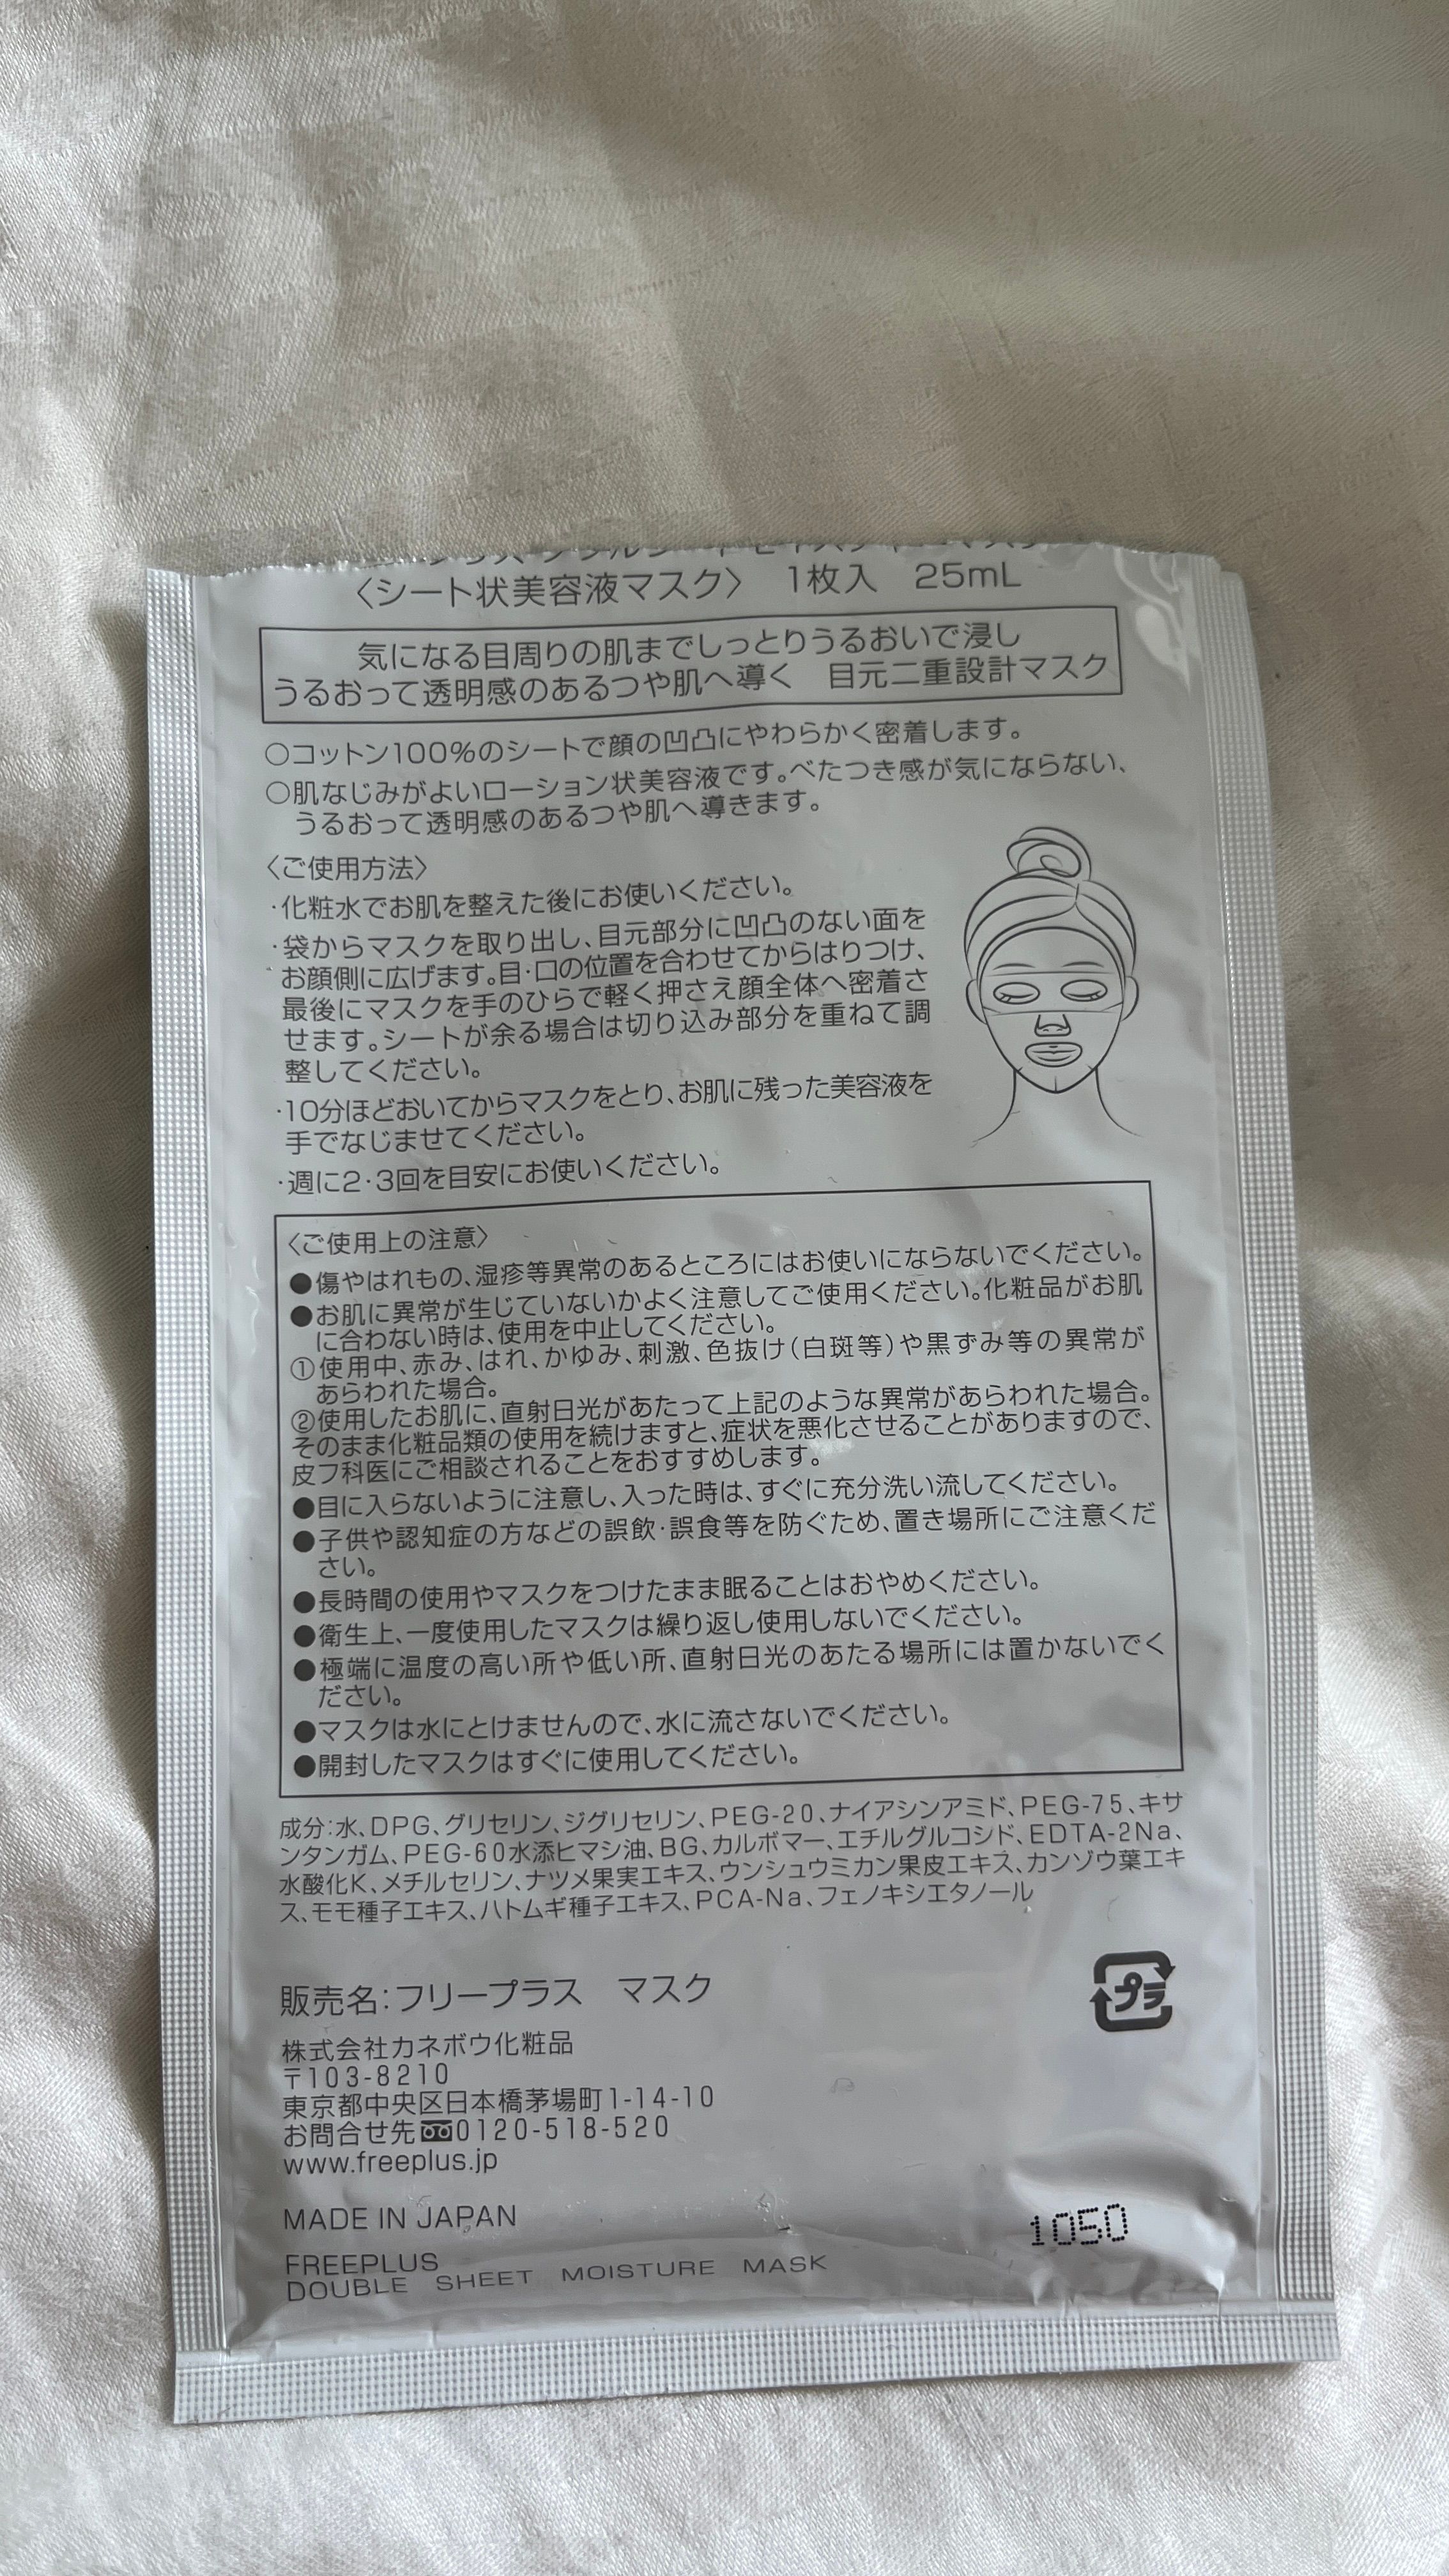 〈シート状美容液マスク〉 1枚入 25mL
気になる目周りの肌までしっとりうるおいで浸し
うるおって透明感のあるつや肌へ導く 目元二重設計マスク
○コットン100%のシートで顔の凹凸にやわらかく密着します。
○肌なじみがよいローション状美容液です。べたつき感が気にならない、
うるおって透明感のあるつや肌へ導きます。
〈ご使用方法〉
・化粧水でお肌を整えた後にお使いください。
・袋からマスクを取り出し、目元部分に凹凸のない面を
お顔側に広げます。目・口の位置を合わせてからはりつけ、
最後にマスクを手のひらで軽く押さえ顔全体へ密着さ
せます。シートが余る場合は切り込み部分を重ねて調
整してください。
・10分ほどおいてからマスクをとり、お肌に残った美容液を
手でなじませてください。
・週に2・3回を目安にお使いください。
〈ご使用上の注意〉
●傷やはれもの、湿疹等異常のあるところにはお使いにならないでください。
●お肌に異常が生じていないかよく注意してご使用ください。化粧品がお肌
に合わない時は、使用を中止してください。
①使用中、赤み、はれ、かゆみ、刺激、色抜け(白斑等)や黒ずみ等の異常が
あらわれた場合。
②使用したお肌に、直射日光があたって上記のような異常があらわれた場合。
そのまま化粧品類の使用を続けますと、症状を悪化させることがありますので、
皮フ科医にご相談されることをおすすめします。
●目に入らないように注意し、入った時は、すぐに充分洗い流してください。
●子供や認知症の方などの誤飲・誤食等を防ぐため、置き場所にご注意くだ
さい。
●長時間の使用やマスクをつけたまま眠ることはおやめください。
●衛生上、一度使用したマスクは繰り返し使用しないでください。
●極端に温度の高い所や低い所、直射日光のあたる場所には置かないでく
ださい。
●マスクは水にとけませんので、水に流さないでください。
●開封したマスクはすぐに使用してください。
成分:水、DPG、グリセリン、ジグリセリン、PEG-20、ナイアシンアミド、PEG-75、キサ
ンタンガム、PEG-60水添ヒマシ油、BG、カルボマー、エチルグルコシド、EDTA-2Na、
水酸化K、メチルセリン、ナツメ果実エキス、ウンシュウミカン果皮エキス、カンゾウ葉エキ
ス、モモ種子エキス、ハトムギ種子エキス、PCA-Na、フェノキシエタノール
プラ
販売名:フリープラス マスク
株式会社カネボウ化粧品
〒103-8210
東京都中央区日本橋茅場町1-14-10
お問合せ先 0120-518-520
www.freeplus.jp
MADE IN JAPAN
1050
FREEPLUS
DOUBLE SHEET MOISTURE MASK